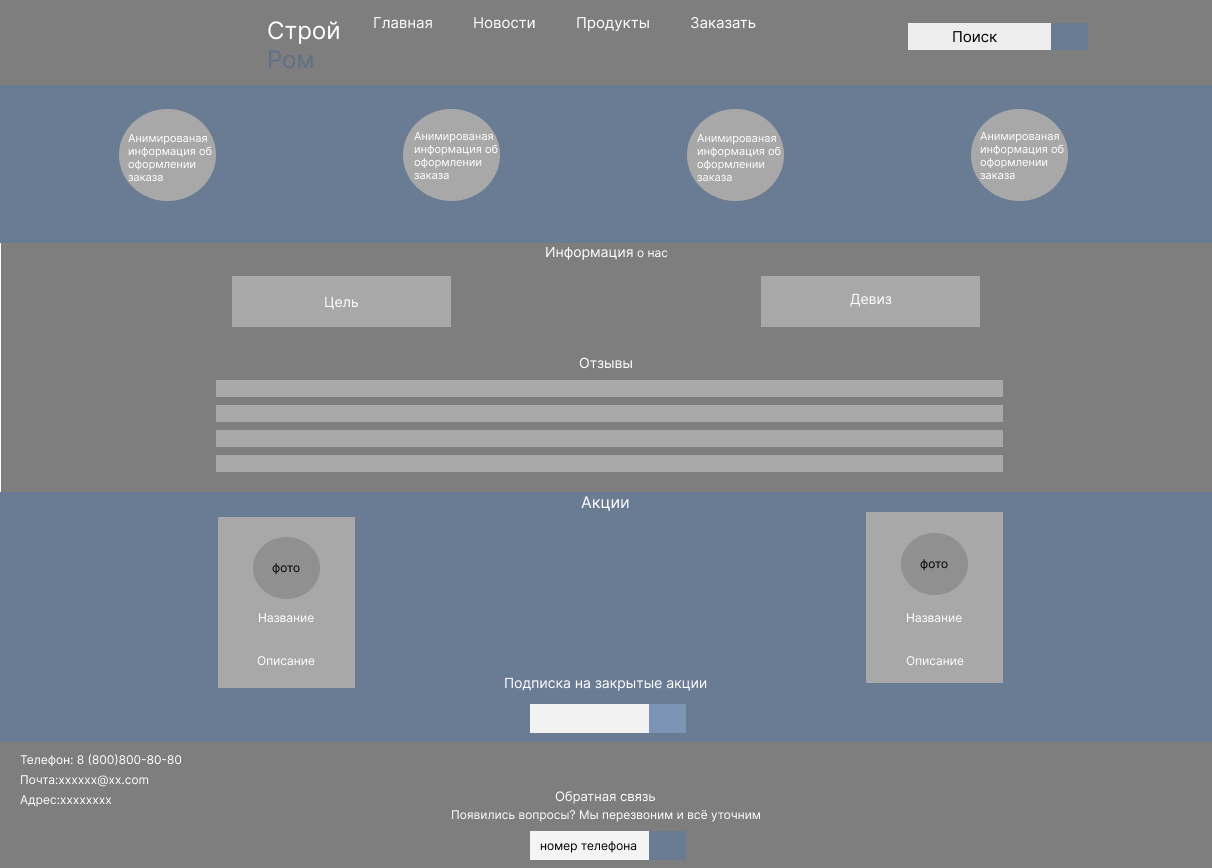 Строй
Ром
Главная
Новости
Продукты
Заказать
Поиск
Анимированая
информация об
оформлении
заказа
Анимированая
информация об
оформлении
заказа
Анимированая
информация об
оформлении
заказа
Анимированая
информация об
оформлении
заказа
Информация о нас
Цель
Девиз
Отзывы
Акции
фото
Название
Описание
фото
Название
Описание
Подписка на закрытые акции
Телефон: 8 (800)800-80-80
Почта:xxxxxx@xx.com
Адрес:xxxxxxxx
Обратная связь
Появились вопросы? Мы перезвоним и всё уточним
номер телефона